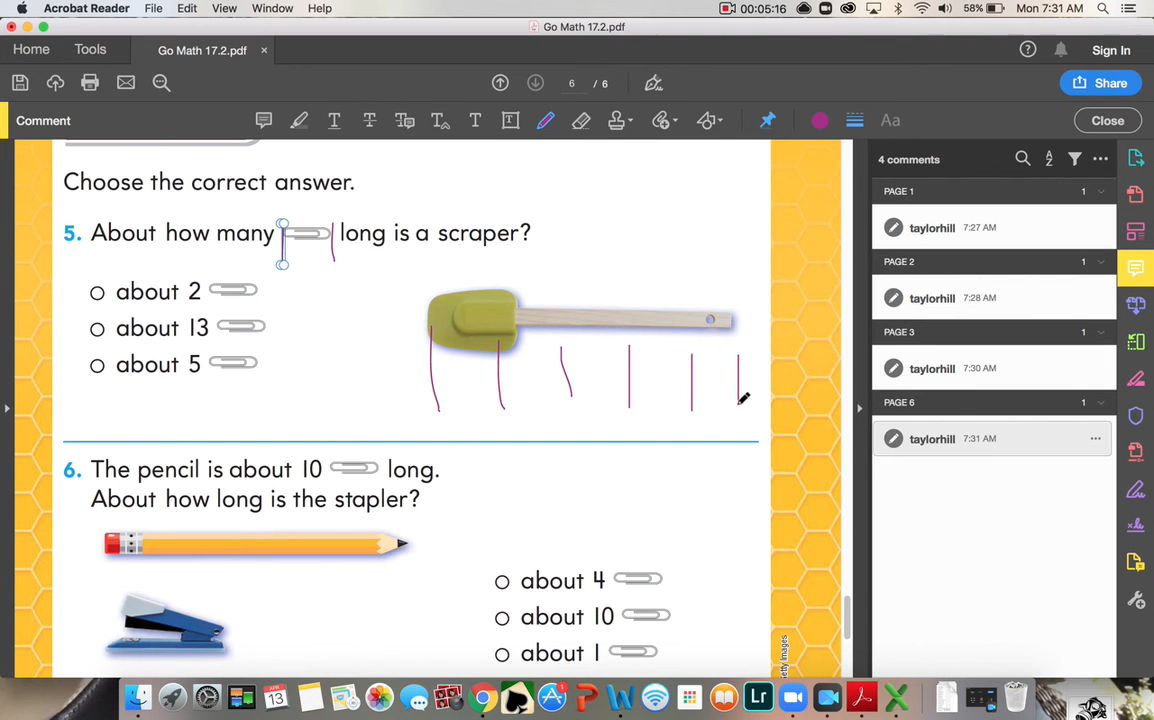 Acrobat Reader File Edit View Window Help 00:05:16 58% Mon 7:31 AM
Go Math 17.2.pdf
Home Tools Go Math 17.2.pdf × Sign In
6 / 6 Share
Comment Aa Close
4 comments
PAGE 1 1
taylorhill 7:27 AM
PAGE 2 1
taylorhill 7:28 AM
PAGE 3 1
taylorhill 7:30 AM
PAGE 6 1
taylorhill 7:31 AM
Choose the correct answer.
5. About how many long is a scraper?
about 2
about 13
about 5
6. The pencil is about 10 long.
About how long is the stapler?
about 4
about 10
about 1